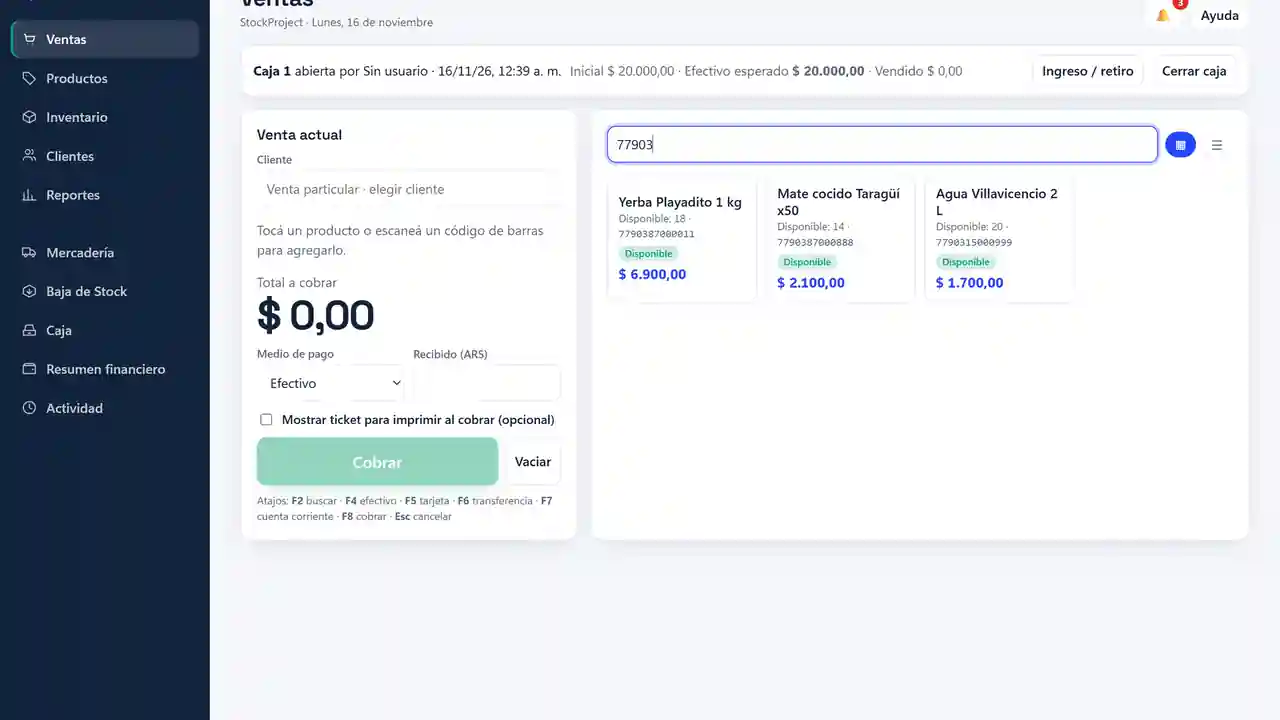 Ventas
StockProject · Lunes, 16 de noviembre
3
Ayuda
Ventas
Productos
Inventario
Clientes
Reportes
Mercadería
Baja de Stock
Caja
Resumen financiero
Actividad
Caja 1 abierta por Sin usuario · 16/11/26, 12:39 a. m. Inicial $ 20.000,00 · Efectivo esperado $ 20.000,00 · Vendido $ 0,00
Ingreso / retiro
Cerrar caja
Venta actual
Cliente
Venta particular · elegir cliente
Tocá un producto o escaneá un código de barras
para agregarlo.
Total a cobrar
$ 0,00
Medio de pago
Recibido (ARS)
Efectivo
Mostrar ticket para imprimir al cobrar (opcional)
Cobrar
Vaciar
Atajos: F2 buscar · F4 efectivo · F5 tarjeta · F6 transferencia · F7
cuenta corriente · F8 cobrar · Esc cancelar
77903
Yerba Playadito 1 kg
Disponible: 18 ·
7790387000011
Disponible
$ 6.900,00
Mate cocido Taragüí
x50
Disponible: 14 ·
7790387000888
Disponible
$ 2.100,00
Agua Villavicencio 2
L
Disponible: 20 ·
7790315000999
Disponible
$ 1.700,00